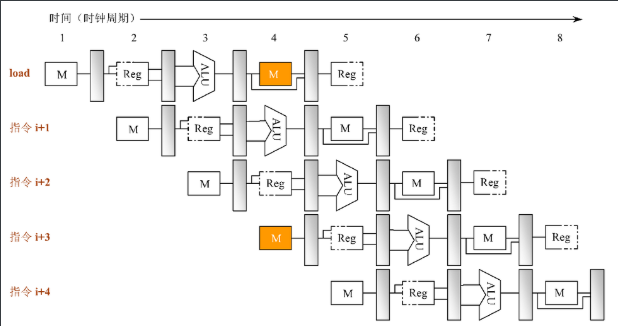 时间（时钟周期）
1 2 3 4 5 6 7 8
load M Reg ALU M Reg
指令 i+1 M Reg ALU M Reg
指令 i+2 M Reg ALU M Reg
指令 i+3 M Reg ALU M Reg
指令 i+4 M Reg ALU M